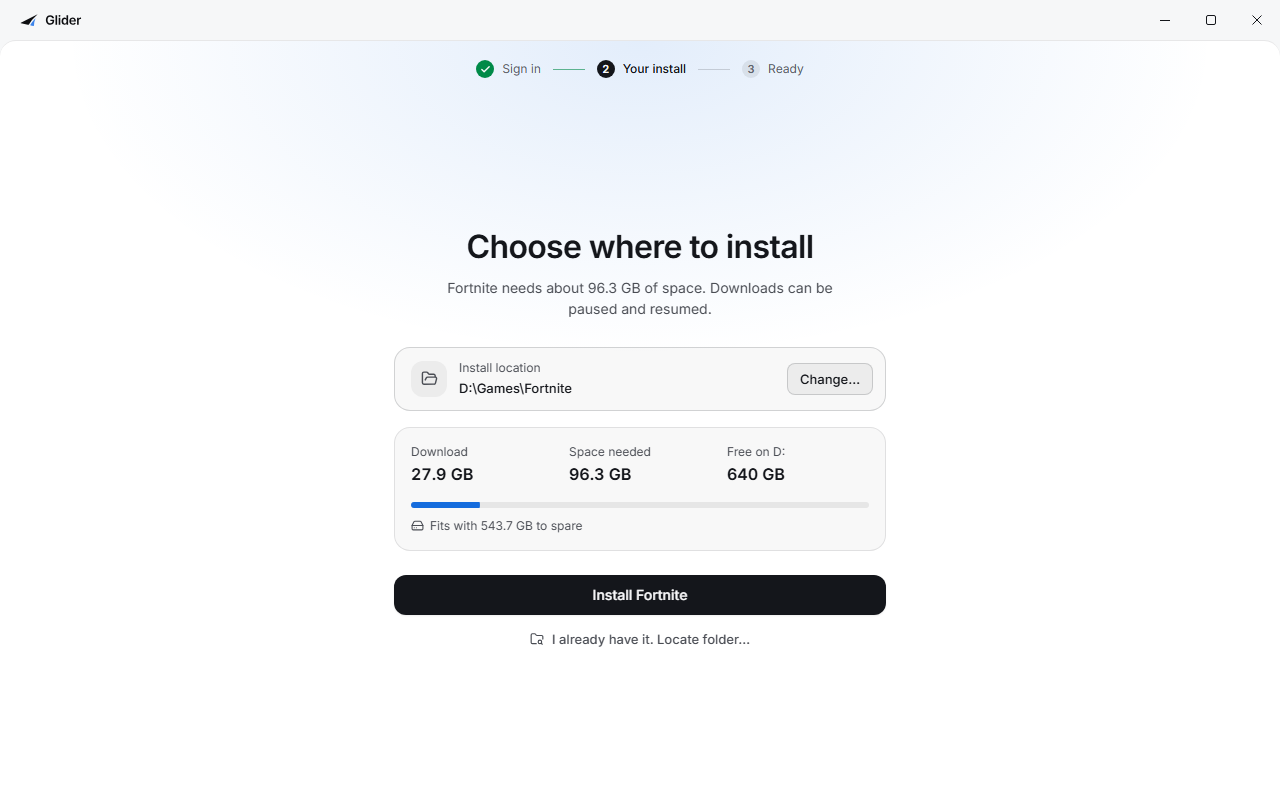 Glider
Sign in
2 Your install
3 Ready
Choose where to install
Fortnite needs about 96.3 GB of space. Downloads can be
paused and resumed.
Install location
D:\Games\Fortnite
Change...
Download
27.9 GB
Space needed
96.3 GB
Free on D:
640 GB
Fits with 543.7 GB to spare
Install Fortnite
I already have it. Locate folder...